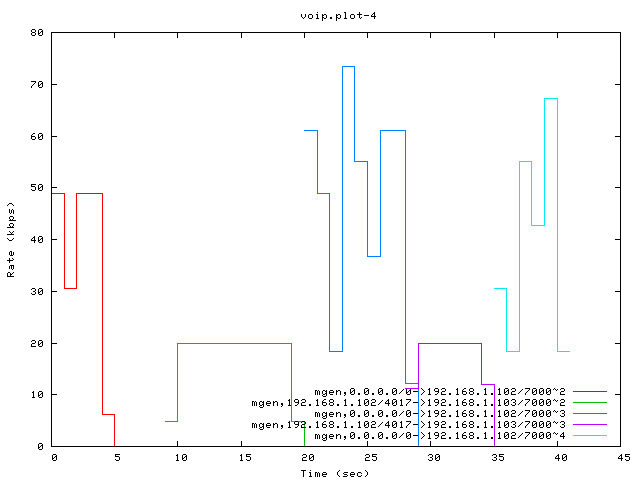 voip.plot-4
80
70
60
50
40
30
20
10
0
Rate (kbps)
mgen,0.0.0.0/0->192.168.1.102/7000~2
mgen,192.168.1.102/4017->192.168.1.103/7000~2
mgen,0.0.0.0/0->192.168.1.102/7000~3
mgen,192.168.1.102/4017->192.168.1.103/7000~3
mgen,0.0.0.0/0->192.168.1.102/7000~4
0 5 10 15 20 25 30 35 40 45
Time (sec)